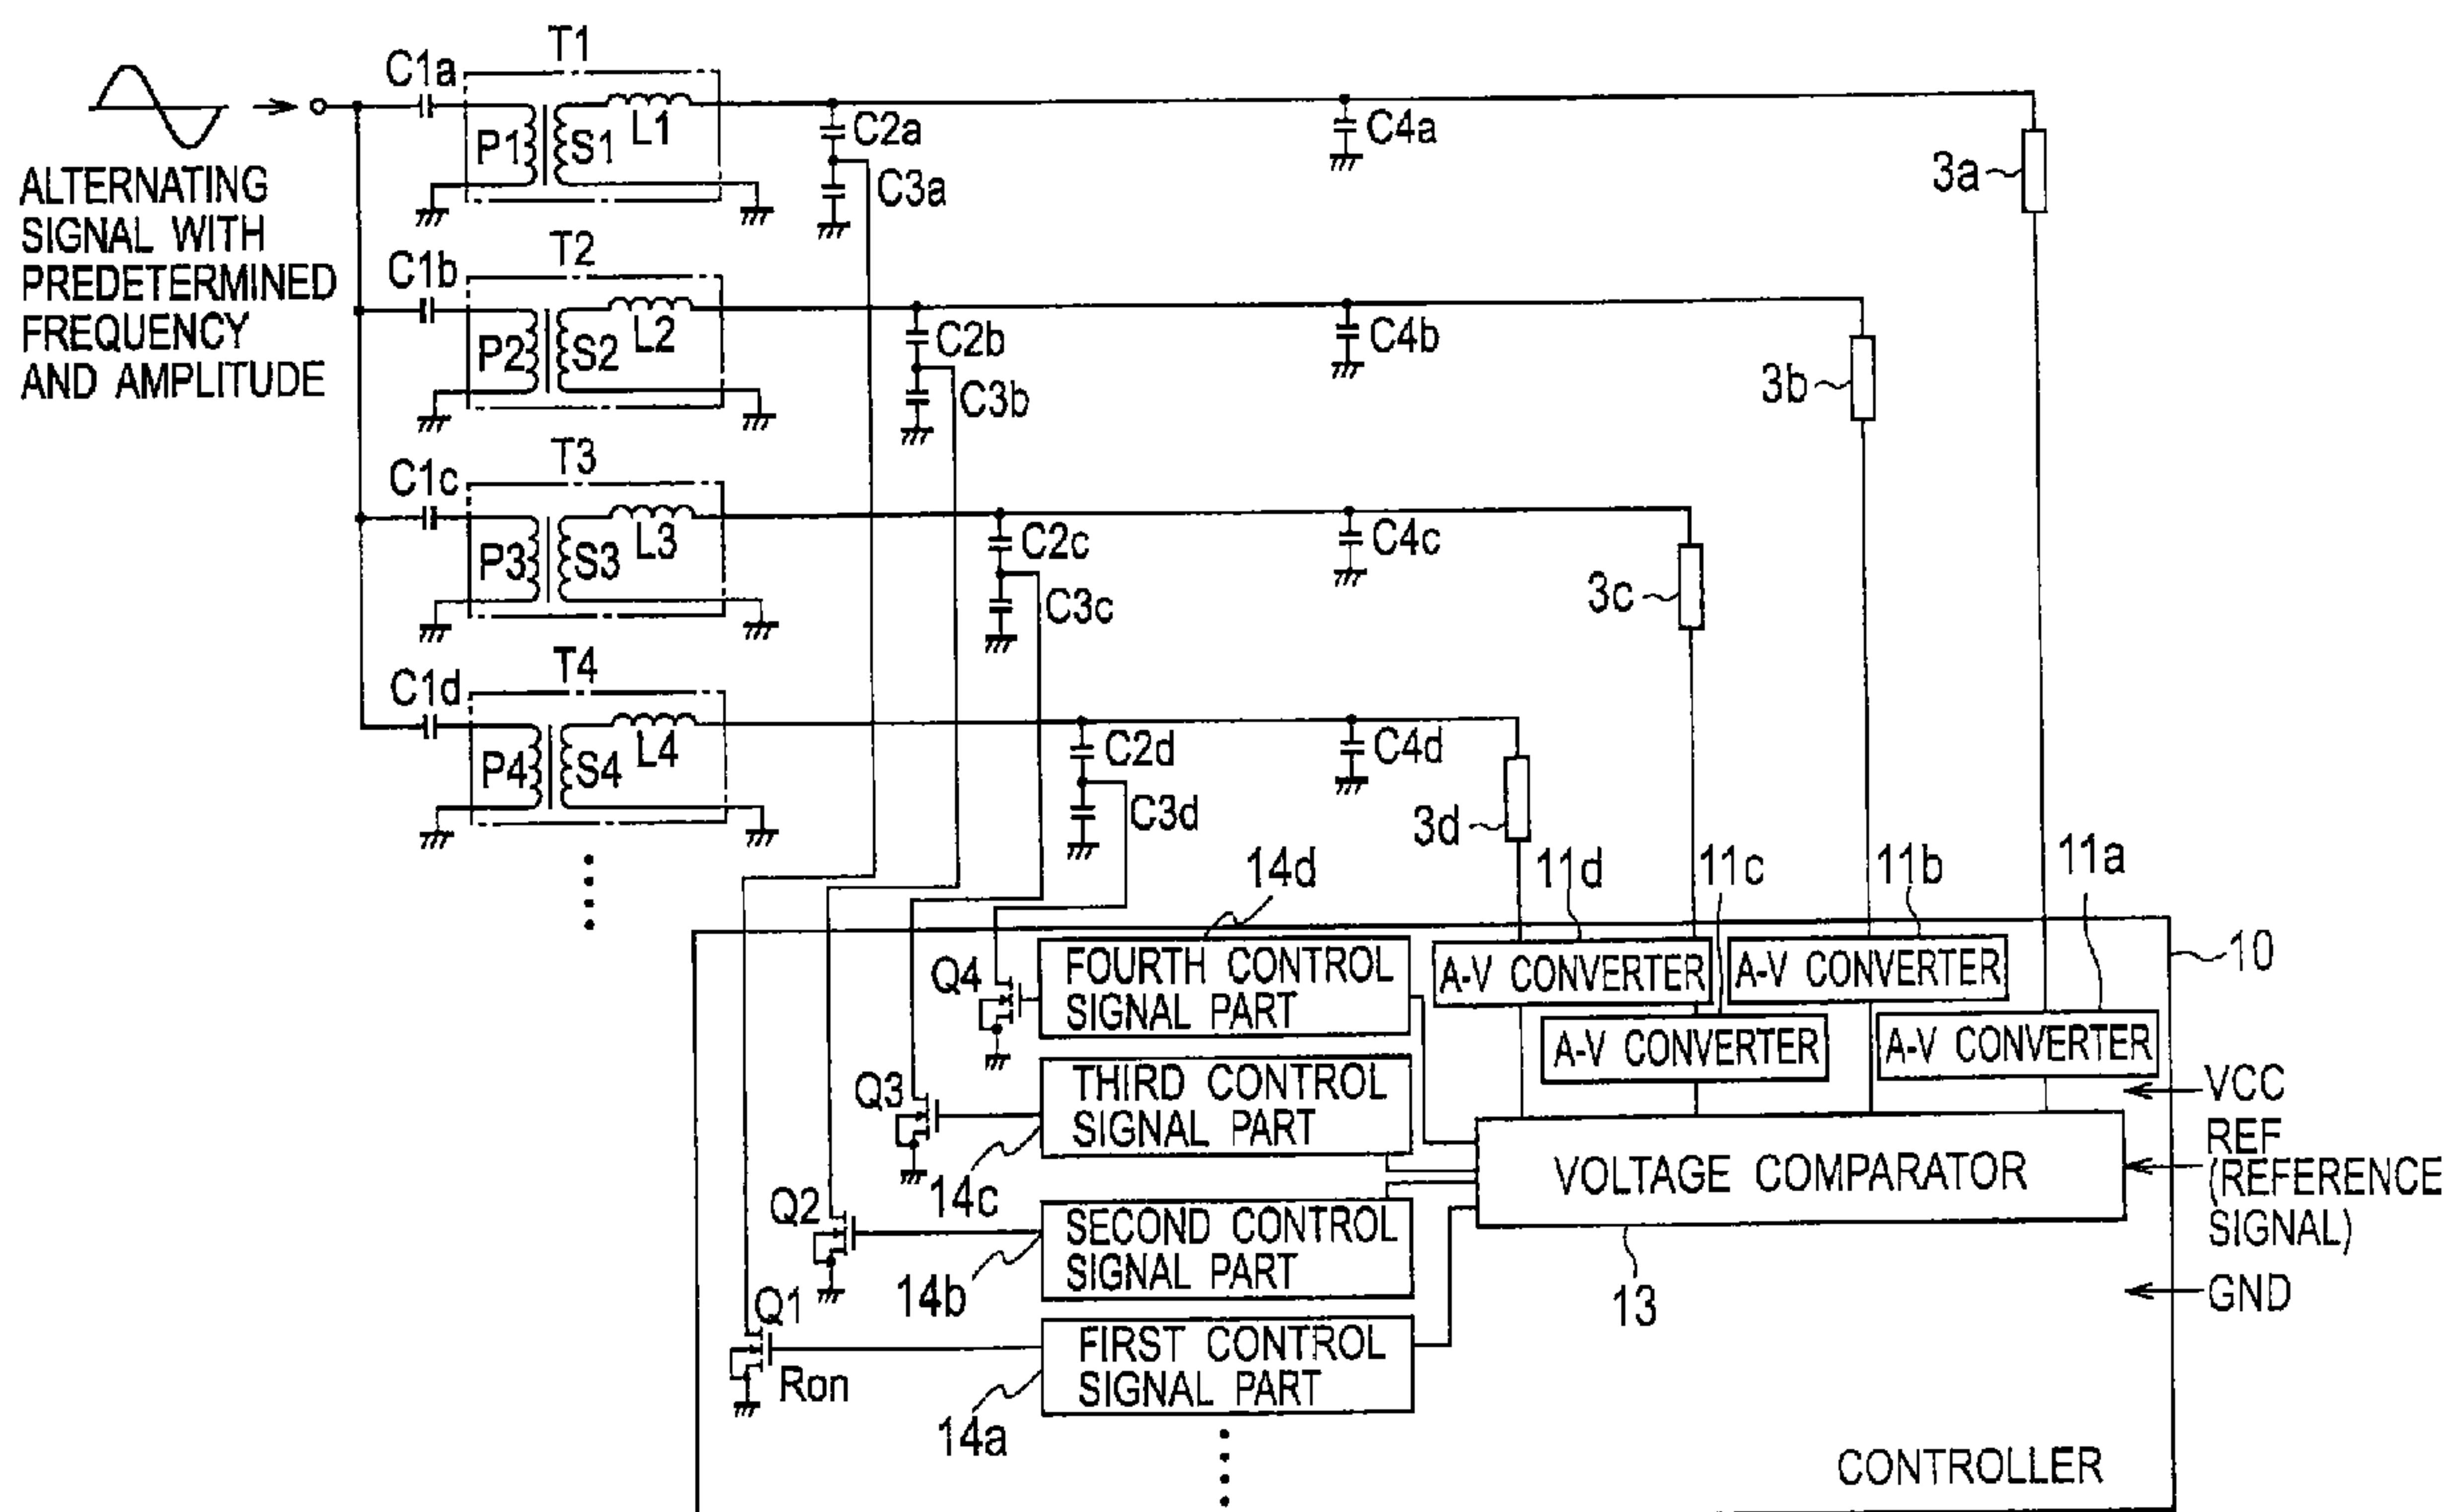 T1
C1a
P1
S1
L1
C2a
C3a
C4a
3a
ALTERNATING
SIGNAL WITH
PREDETERMINED
FREQUENCY
AND AMPLITUDE
T2
C1b
P2
S2
L2
C2b
C3b
C4b
3b
T3
C1c
P3
S3
L3
C2c
C3c
C4c
3c
T4
C1d
P4
S4
L4
C2d
C3d
C4d
3d
14d
11d
11c
11b
11a
10
Q4
FOURTH CONTROL
SIGNAL PART
A-V CONVERTER
A-V CONVERTER
A-V CONVERTER
A-V CONVERTER
Q3
THIRD CONTROL
SIGNAL PART
14c
VCC
REF
(REFERENCE
SIGNAL)
VOLTAGE COMPARATOR
13
GND
Q2
SECOND CONTROL
SIGNAL PART
14b
Q1
Ron
FIRST CONTROL
SIGNAL PART
14a
CONTROLLER